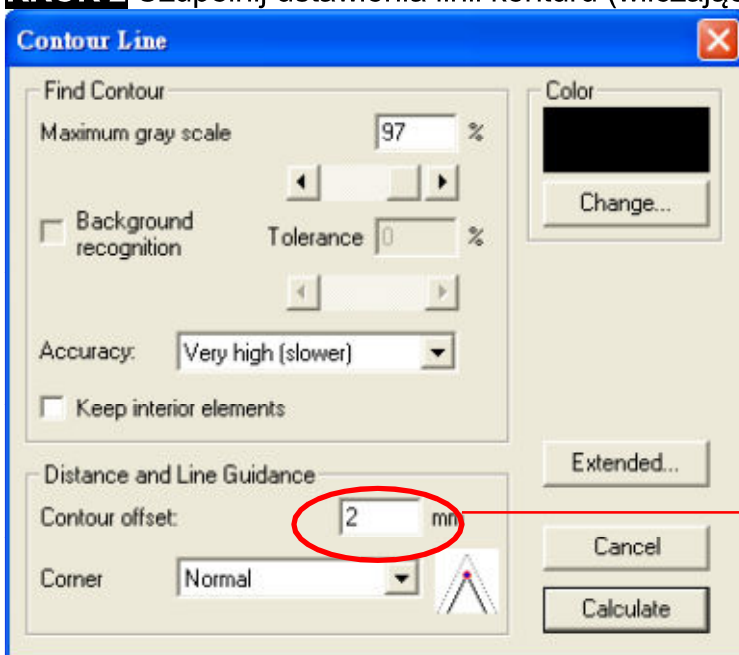 Contour Line
Find Contour
Color
Maximum gray scale 97 %
Change...
Background recognition
Tolerance 0 %
Accuracy: Very high (slower)
Keep interior elements
Extended...
Distance and Line Guidance
Contour offset: 2 mm
Cancel
Corner Normal
Calculate